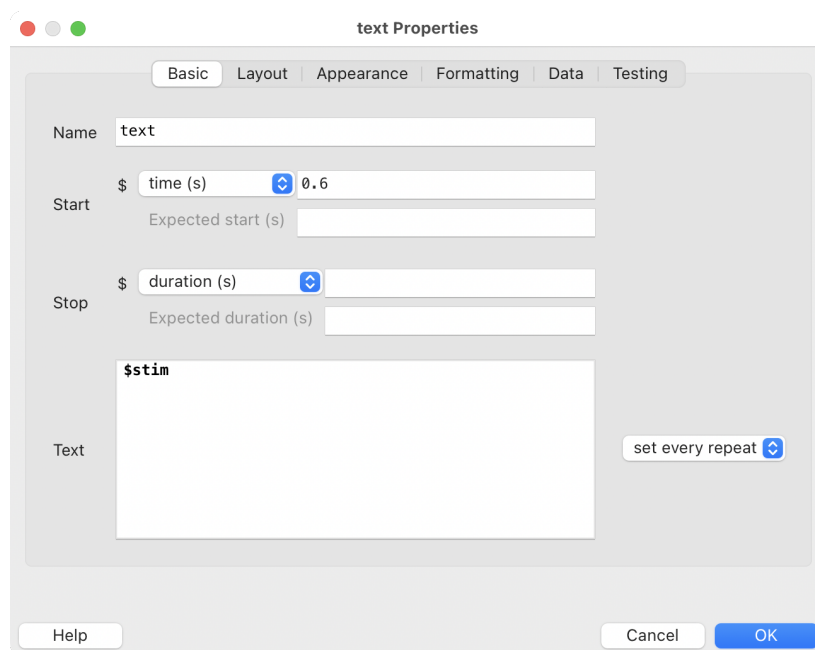 text Properties
Basic Layout Appearance Formatting Data Testing
Name text
Start $ time (s) 0.6
Expected start (s)
Stop $ duration (s)
Expected duration (s)
Text $stim set every repeat
Help Cancel OK